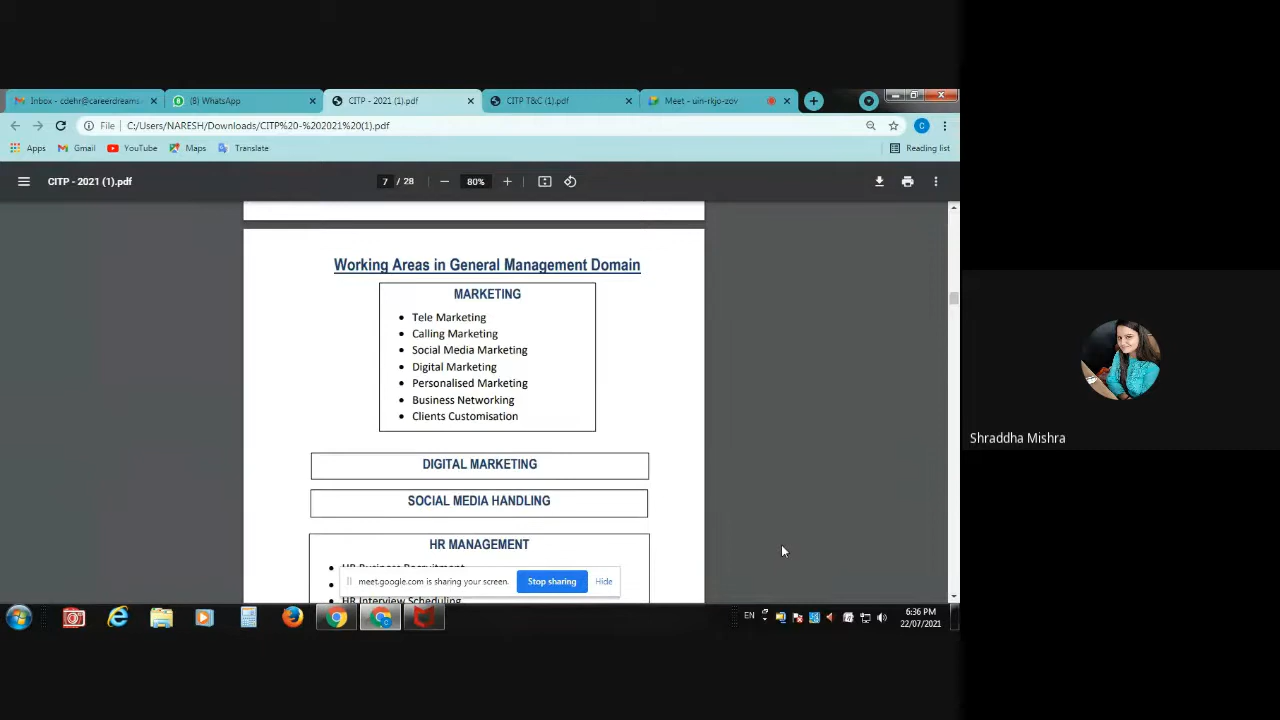 Inbox - cdehr@careerdreams
(8) WhatsApp
CITP - 2021 (1).pdf
CITP T&C (1).pdf
Meet - uin-rkjo-zov
File
C:/Users/NARESH/Downloads/CITP%20-%202021%20(1).pdf
C
Apps
Gmail
YouTube
Maps
Translate
Reading list
CITP - 2021 (1).pdf
7 / 28
80%
Working Areas in General Management Domain
MARKETING
• Tele Marketing
• Calling Marketing
• Social Media Marketing
• Digital Marketing
• Personalised Marketing
• Business Networking
• Clients Customisation
DIGITAL MARKETING
SOCIAL MEDIA HANDLING
HR MANAGEMENT
• HR Business Recruitment
meet.google.com is sharing your screen.
Stop sharing
Hide
HR Interview Scheduling
Shraddha Mishra
EN
6:36 PM
22/07/2021